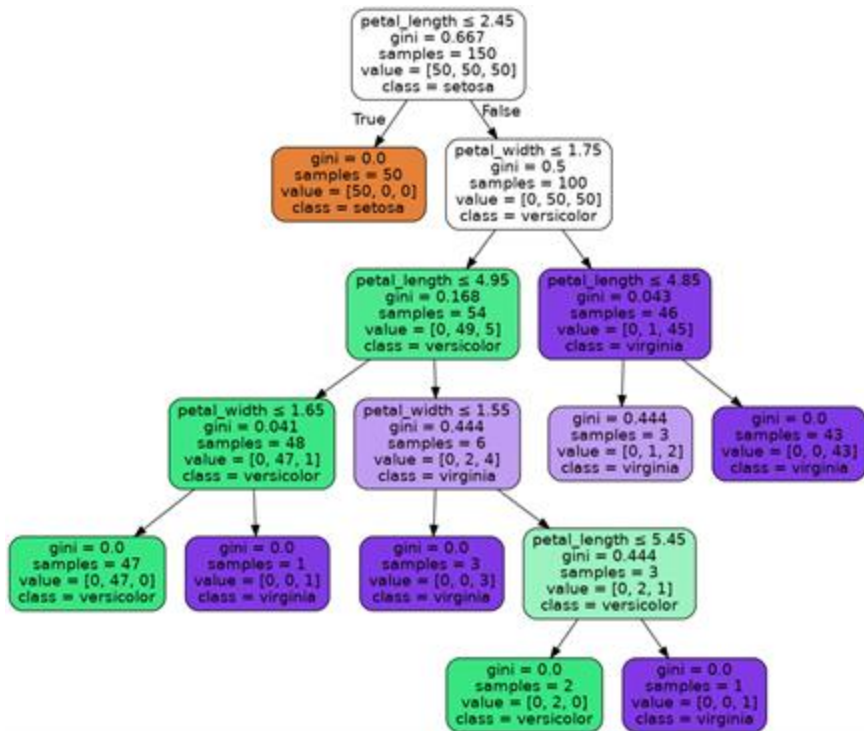 petal_length ≤ 2.45
gini = 0.667
samples = 150
value = [50, 50, 50]
class = setosa
True
False
gini = 0.0
samples = 50
value = [50, 0, 0]
class = setosa
petal_width ≤ 1.75
gini = 0.5
samples = 100
value = [0, 50, 50]
class = versicolor
petal_length ≤ 4.95
gini = 0.168
samples = 54
value = [0, 49, 5]
class = versicolor
petal_length ≤ 4.85
gini = 0.043
samples = 46
value = [0, 1, 45]
class = virginia
petal_width ≤ 1.65
gini = 0.041
samples = 48
value = [0, 47, 1]
class = versicolor
petal_width ≤ 1.55
gini = 0.444
samples = 6
value = [0, 2, 4]
class = virginia
gini = 0.444
samples = 3
value = [0, 1, 2]
class = virginia
gini = 0.0
samples = 43
value = [0, 0, 43]
class = virginia
gini = 0.0
samples = 47
value = [0, 47, 0]
class = versicolor
gini = 0.0
samples = 1
value = [0, 0, 1]
class = virginia
gini = 0.0
samples = 3
value = [0, 0, 3]
class = virginia
petal_length ≤ 5.45
gini = 0.444
samples = 3
value = [0, 2, 1]
class = versicolor
gini = 0.0
samples = 2
value = [0, 2, 0]
class = versicolor
gini = 0.0
samples = 1
value = [0, 0, 1]
class = virginia